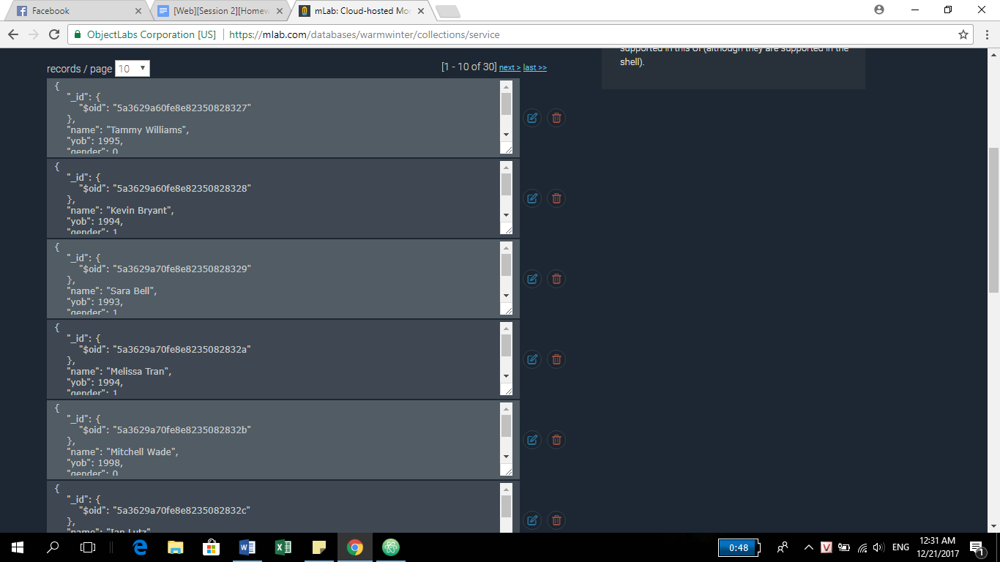 Facebook
[Web][Session 2][Homew
mLab: Cloud-hosted Mon
ObjectLabs Corporation [US]
https://mlab.com/databases/warmwinter/collections/service
supported in this UI (although they are supported in the
shell).
records / page 10
[1 - 10 of 30] next > last >>
{
"_id": {
"$oid": "5a3629a60fe8e82350828327"
},
"name": "Tammy Williams",
"yob": 1995,
"gender": 0
{
"_id": {
"$oid": "5a3629a60fe8e82350828328"
},
"name": "Kevin Bryant",
"yob": 1994,
"gender": 1
{
"_id": {
"$oid": "5a3629a70fe8e82350828329"
},
"name": "Sara Bell",
"yob": 1993,
"gender": 1
{
"_id": {
"$oid": "5a3629a70fe8e8235082832a"
},
"name": "Melissa Tran",
"yob": 1994,
"gender": 1
{
"_id": {
"$oid": "5a3629a70fe8e8235082832b"
},
"name": "Mitchell Wade",
"yob": 1998,
"gender": 0
{
"_id": {
"$oid": "5a3629a70fe8e8235082832c"
},
"name": "Ian Lutz",
0:48
ENG
12:31 AM
12/21/2017
1